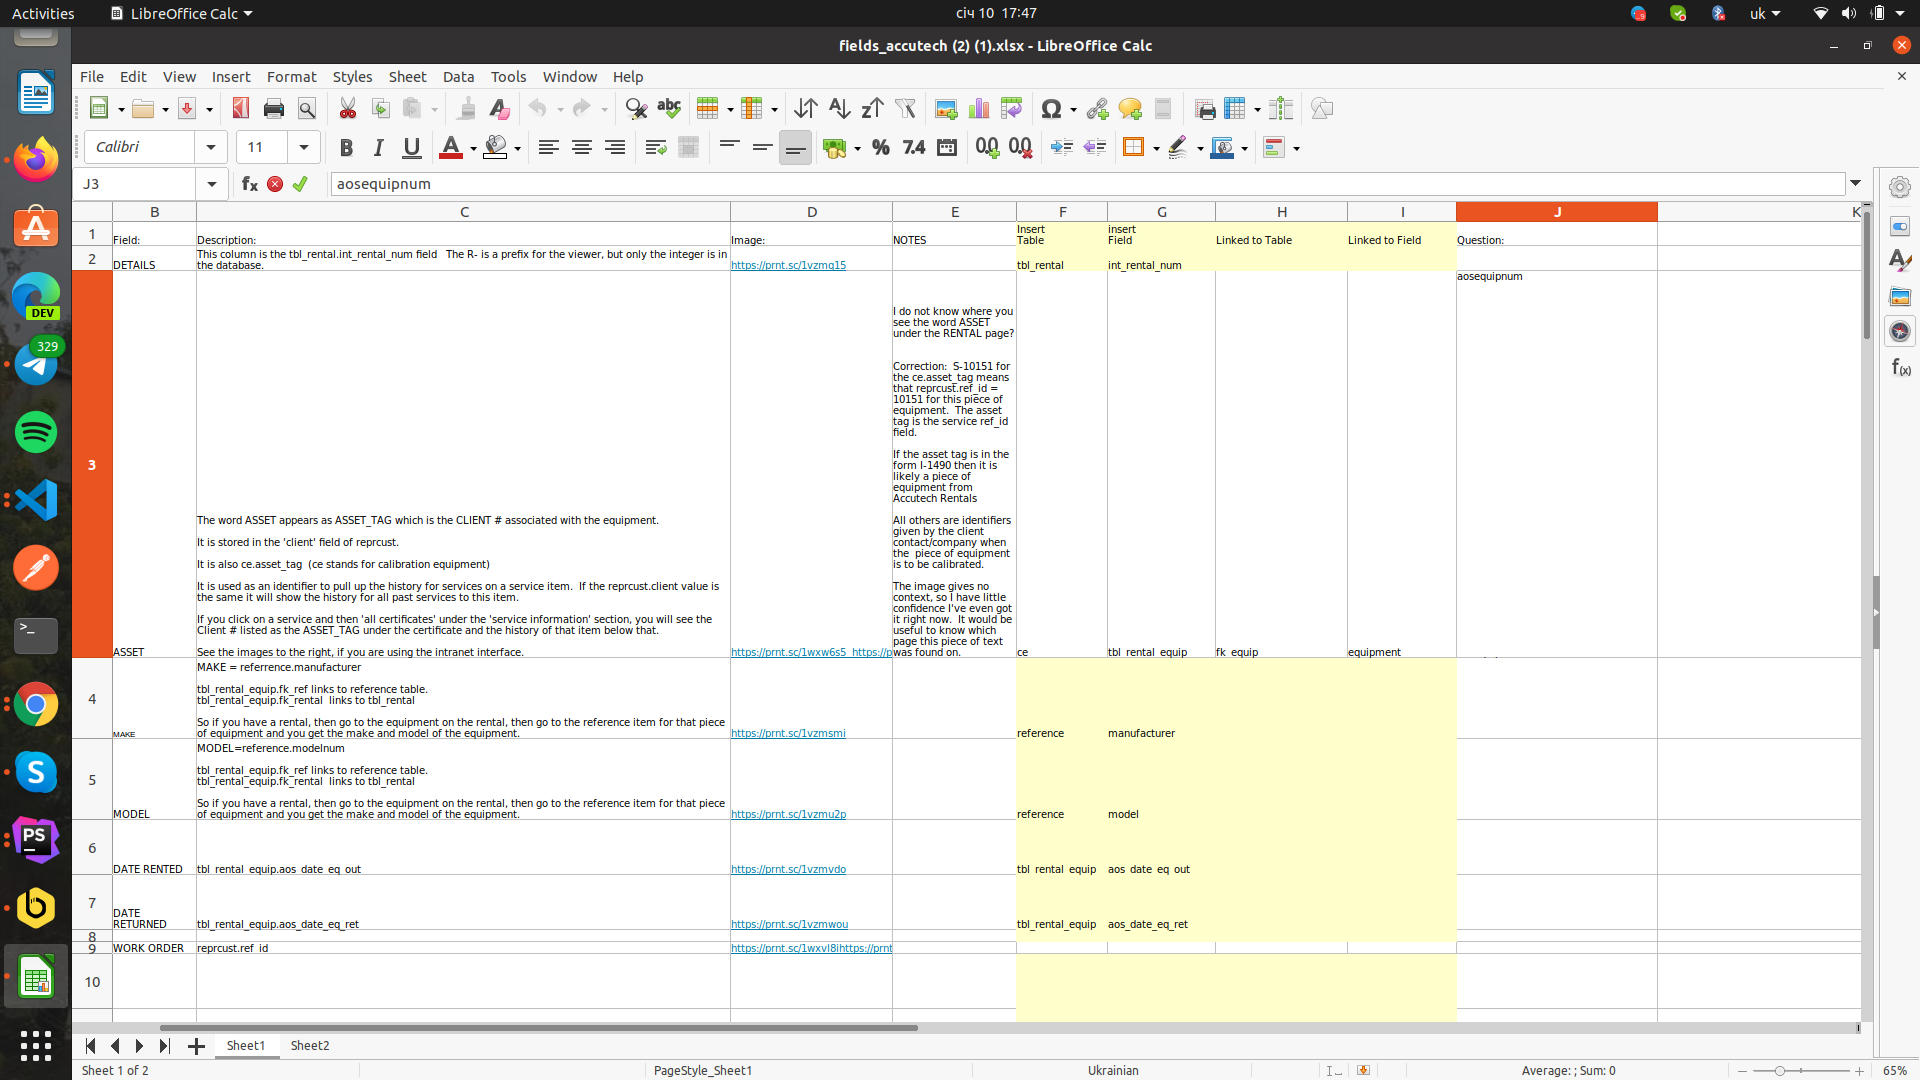 Activities
LibreOffice Calc
січ 10 17:47
uk
fields_accutech (2) (1).xlsx - LibreOffice Calc
File Edit View Insert Format Styles Sheet Data Tools Window Help
Calibri
11
J3
aosequipnum
B C D E F G H I J K
1
Field:
Description:
Image:
NOTES
Insert
Table
insert
Field
Linked to Table
Linked to Field
Question:
2
DETAILS
This column is the tbl_rental.int_rental_num field The R- is a prefix for the viewer, but only the integer is in
the database.
https://prnt.sc/1vzmq15
tbl_rental
int_rental_num
3
ASSET
The word ASSET appears as ASSET_TAG which is the CLIENT # associated with the equipment.
It is stored in the 'client' field of reprcust.
It is also ce.asset_tag (ce stands for calibration equipment)
It is used as an identifier to pull up the history for services on a service item. If the reprcust.client value is
the same it will show the history for all past services to this item.
If you click on a service and then 'all certificates' under the 'service information' section, you will see the
Client # listed as the ASSET_TAG under the certificate and the history of that item below that.
See the images to the right, if you are using the intranet interface.
https://prnt.sc/1wxw6s5 https://p
I do not know where you
see the word ASSET
under the RENTAL page?
Correction: S-10151 for
the ce.asset_tag means
that reprcust.ref_id =
10151 for this piece of
equipment. The asset
tag is the service ref_id
field.
If the asset tag is in the
form I-1490 then it is
likely a piece of
equipment from
Accutech Rentals
All others are identifiers
given by the client
contact/company when
the piece of equipment
is to be calibrated.
The image gives no
context, so I have little
confidence I've even got
it right now. It would be
useful to know which
page this piece of text
was found on.
ce
tbl_rental_equip
fk_equip
equipment
aosequipnum
4
MAKE
MAKE = referrence.manufacturer
tbl_rental_equip.fk_ref links to reference table.
tbl_rental_equip.fk_rental links to tbl_rental
So if you have a rental, then go to the equipment on the rental, then go to the reference item for that piece
of equipment and you get the make and model of the equipment.
https://prnt.sc/1vzmsmi
reference
manufacturer
5
MODEL
MODEL=reference.modelnum
tbl_rental_equip.fk_ref links to reference table.
tbl_rental_equip.fk_rental links to tbl_rental
So if you have a rental, then go to the equipment on the rental, then go to the reference item for that piece
of equipment and you get the make and model of the equipment.
https://prnt.sc/1vzmu2p
reference
model
6
DATE RENTED
tbl_rental_equip.aos_date_eq_out
https://prnt.sc/1vzmvdo
tbl_rental_equip
aos_date_eq_out
7
DATE
RETURNED
tbl_rental_equip.aos_date_eq_ret
https://prnt.sc/1vzmwou
tbl_rental_equip
aos_date_eq_ret
8
9
WORK ORDER
reprcust.ref_id
https://prnt.sc/1wxvl8ihttps://prnt
10
DEV
329
PS
Sheet1
Sheet2
Sheet 1 of 2
PageStyle_Sheet1
Ukrainian
Average: ; Sum: 0
65%